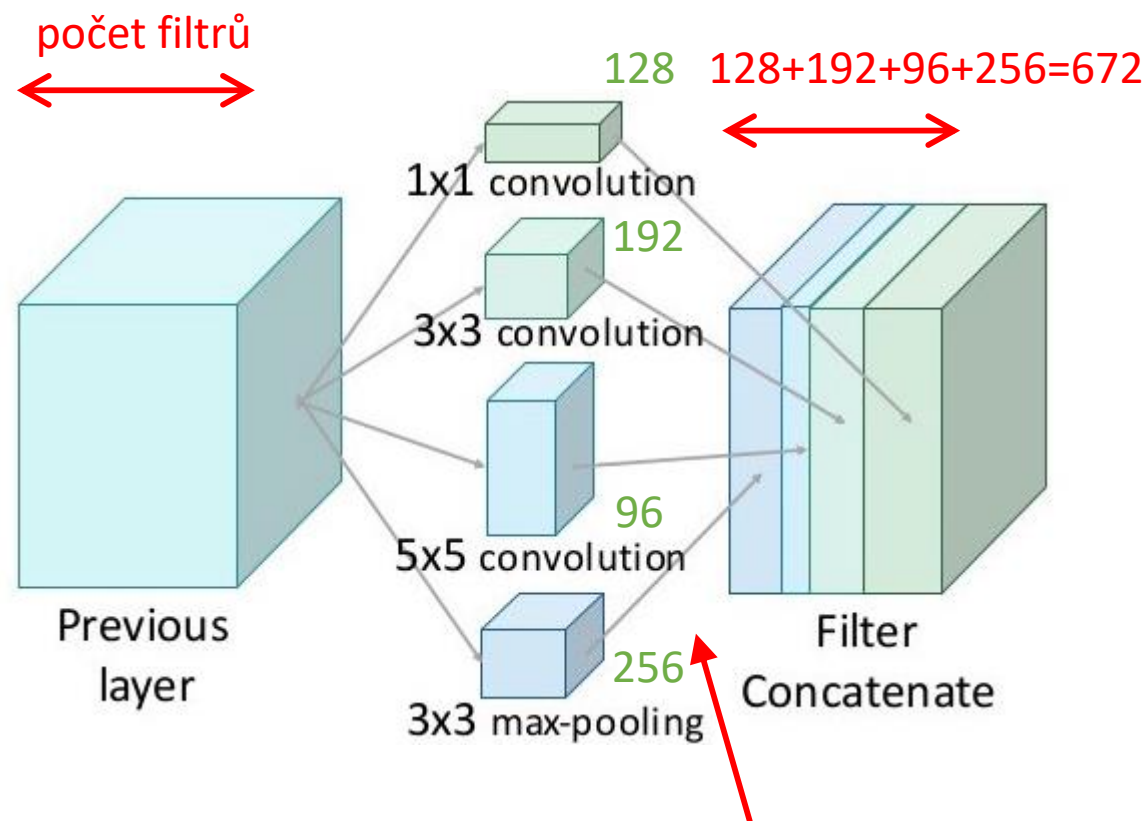 počet filtrů
128
128+192+96+256=672
1x1 convolution
192
3x3 convolution
96
5x5 convolution
Previous
layer
256
3x3 max-pooling
Filter
Concatenate